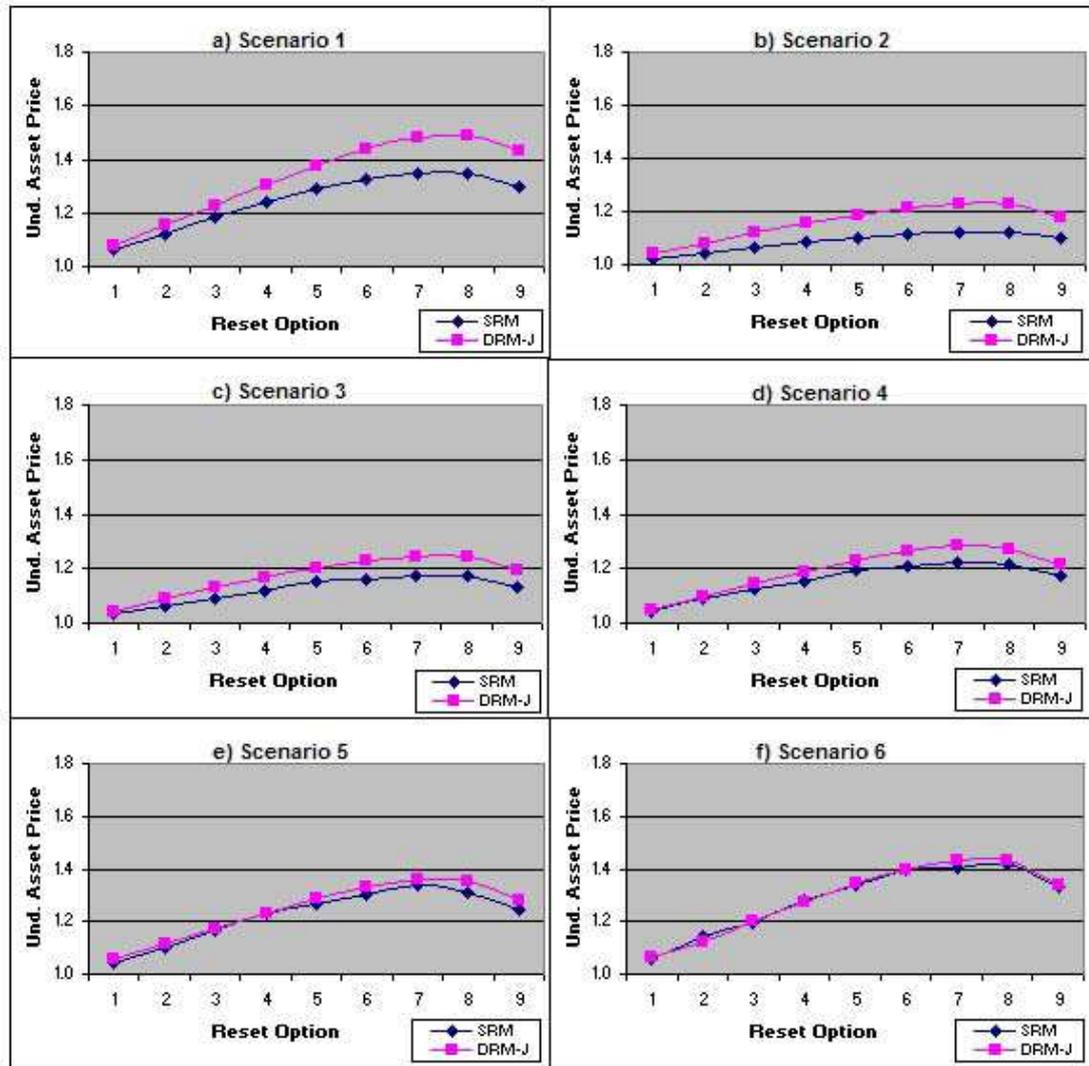 a) Scenario 1
Und. Asset Price
1.8
1.6
1.4
1.2
1.0
1 2 3 4 5 6 7 8 9
Reset Option
SRM
DRM-J
b) Scenario 2
Und. Asset Price
1.8
1.6
1.4
1.2
1.0
1 2 3 4 5 6 7 8 9
Reset Option
SRM
DRM-J
c) Scenario 3
Und. Asset Price
1.8
1.6
1.4
1.2
1.0
1 2 3 4 5 6 7 8 9
Reset Option
SRM
DRM-J
d) Scenario 4
Und. Asset Price
1.8
1.6
1.4
1.2
1.0
1 2 3 4 5 6 7 8 9
Reset Option
SRM
DRM-J
e) Scenario 5
Und. Asset Price
1.8
1.6
1.4
1.2
1.0
1 2 3 4 5 6 7 8 9
Reset Option
SRM
DRM-J
f) Scenario 6
Und. Asset Price
1.8
1.6
1.4
1.2
1.0
1 2 3 4 5 6 7 8 9
Reset Option
SRM
DRM-J